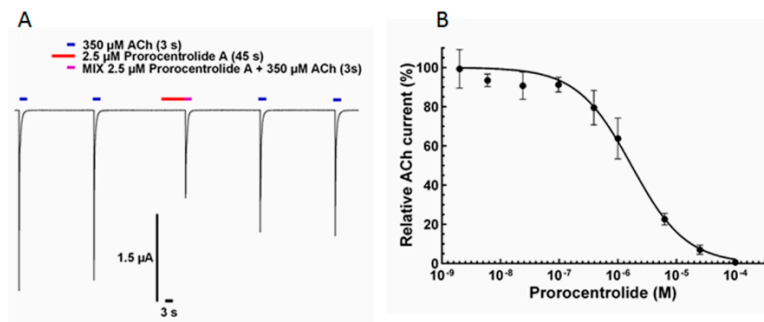 A
350 µM ACh (3 s)
2.5 µM Prorocentrolide A (45 s)
MIX 2.5 µM Prorocentrolide A + 350 µM ACh (3s)
1.5 µA
3 s
B
Relative ACh current (%)
120
100
80
60
40
20
0
10-9 10-8 10-7 10-6 10-5 10-4
Prorocentrolide (M)